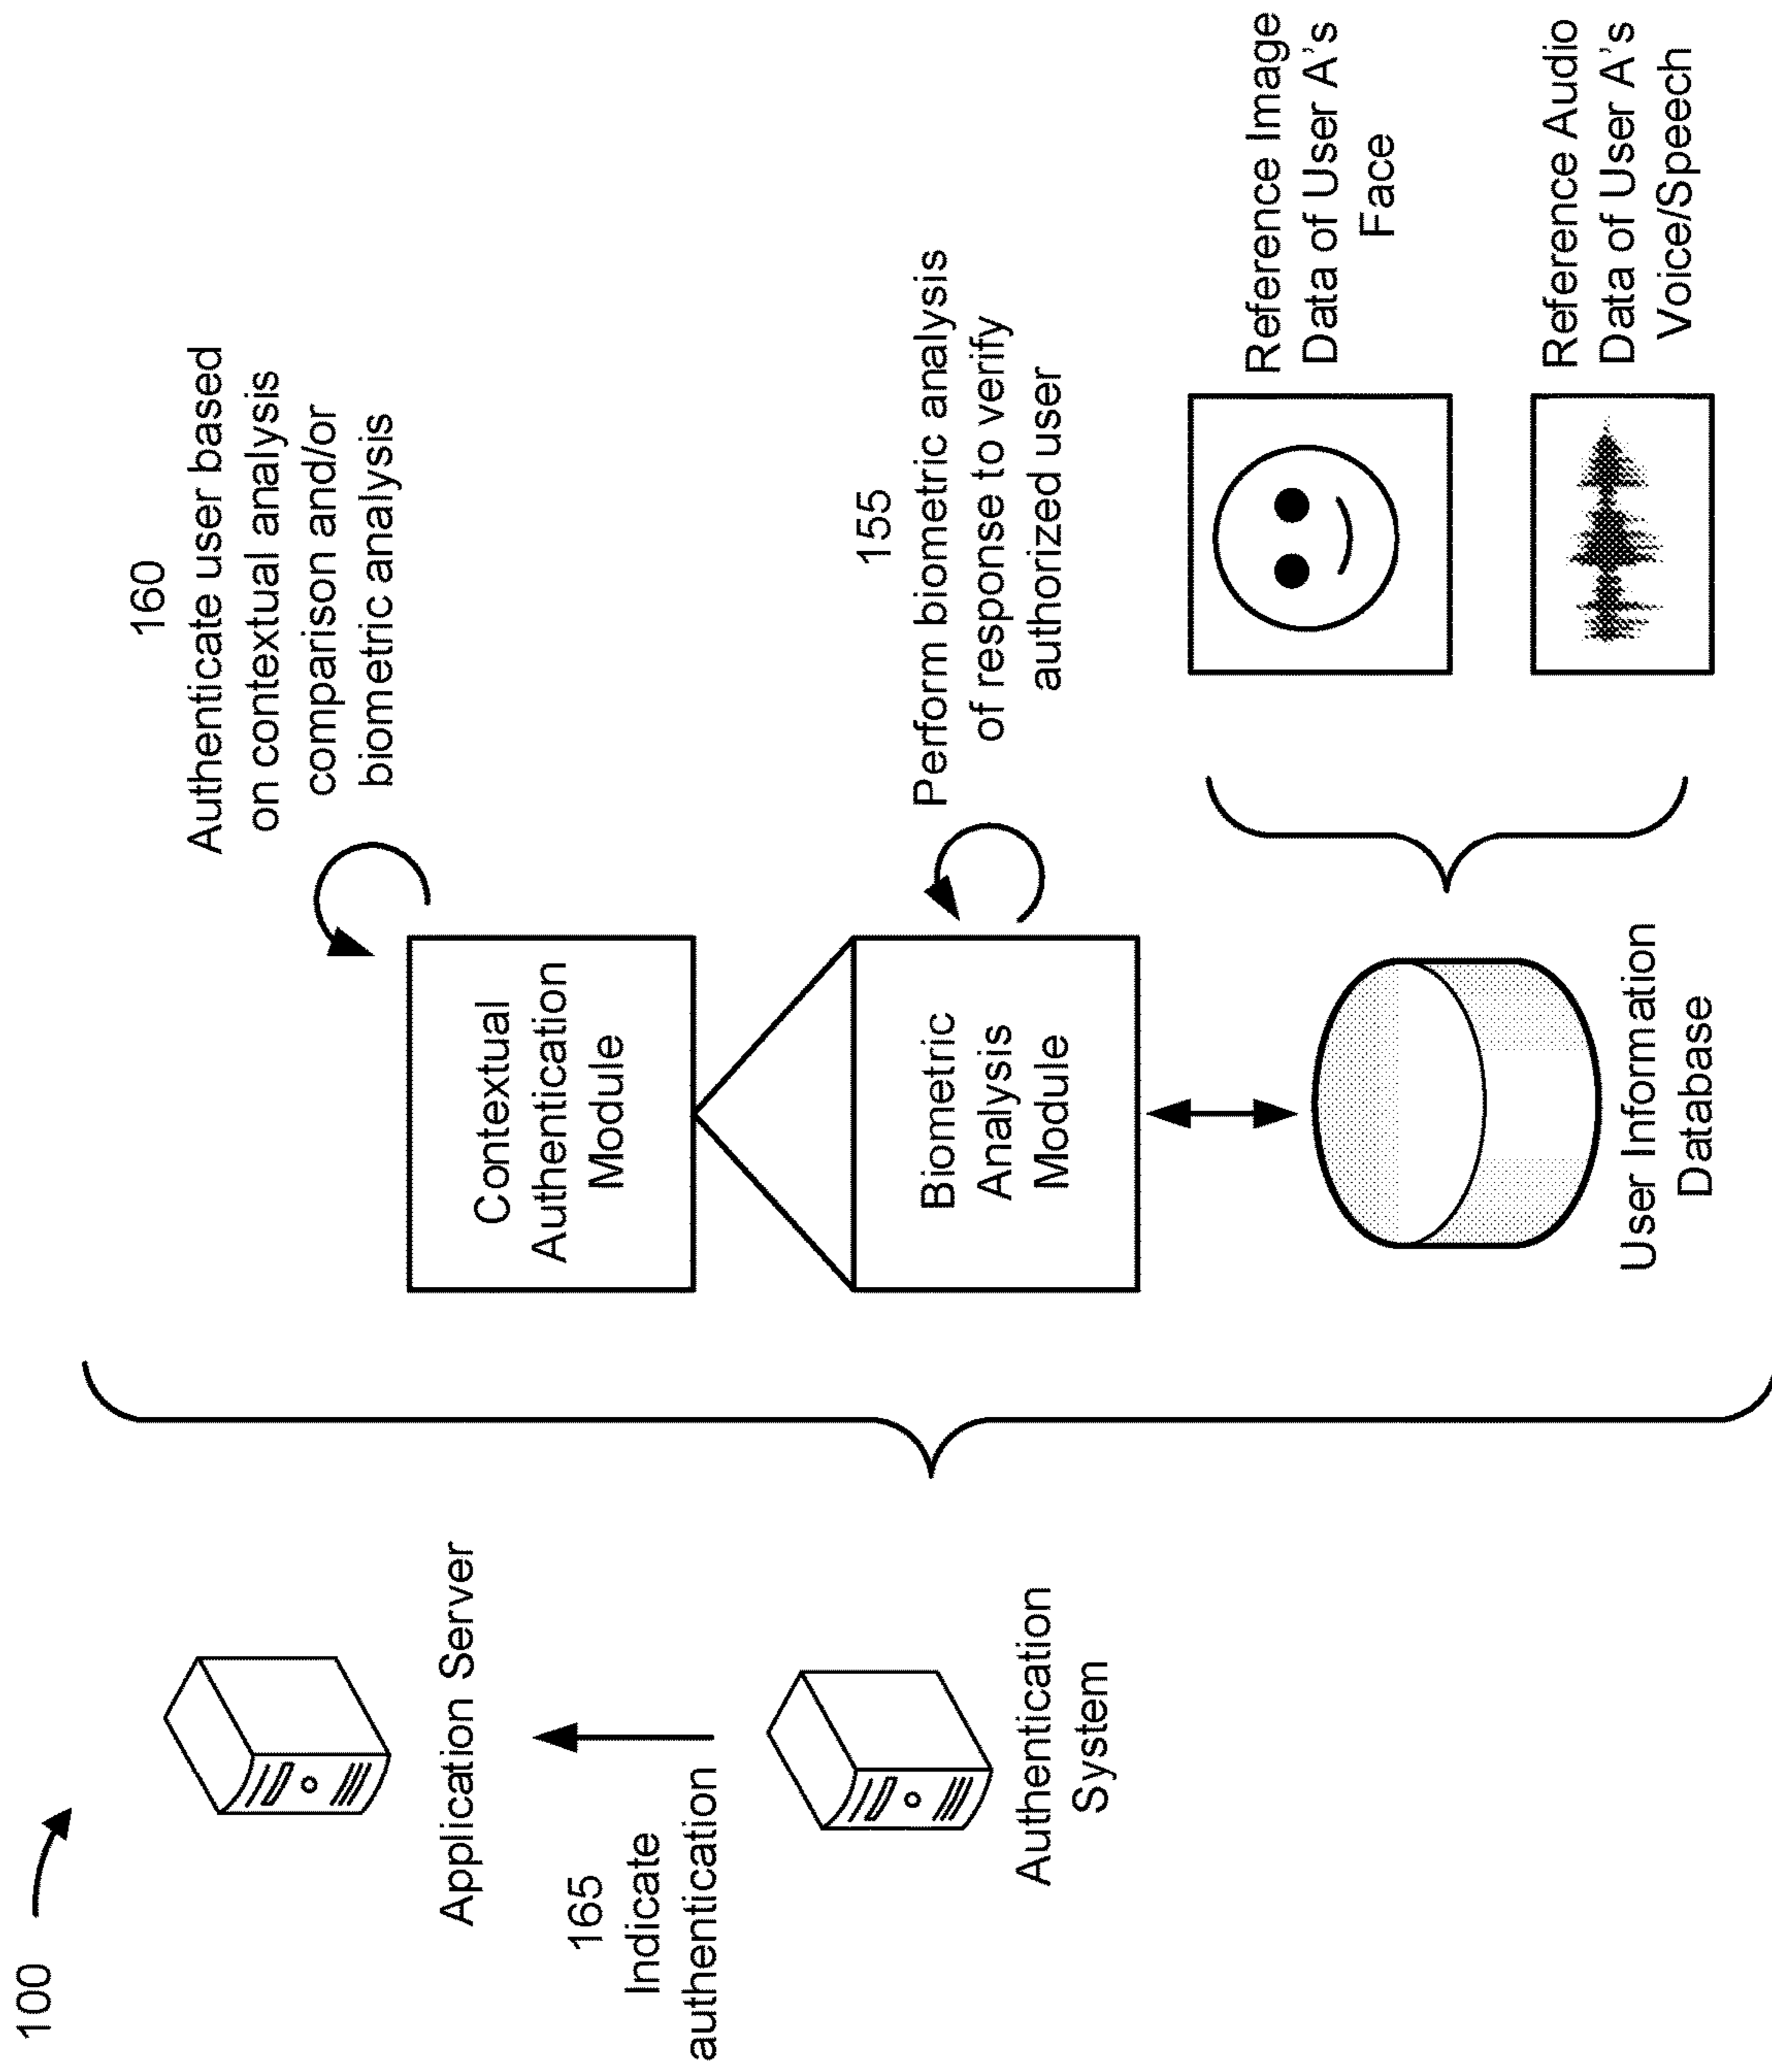 100
Application Server
165
Indicate
authentication
Authentication
System
160
Authenticate user based
on contextual analysis
comparison and/or
biometric analysis
Contextual
Authentication
Module
155
Perform biometric analysis
of response to verify
authorized user
Biometric
Analysis
Module
User Information
Database
Reference Image
Data of User A's
Face
Reference Audio
Data of User A's
Voice/Speech